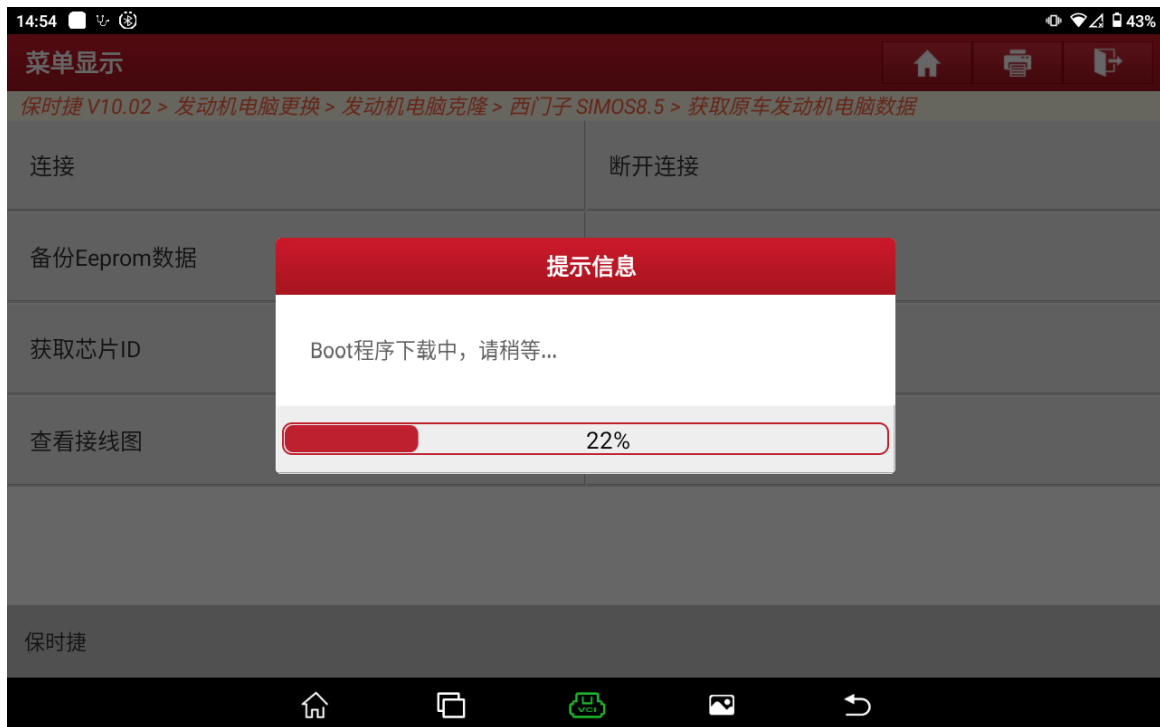 14:54
43%
菜单显示
保时捷 V10.02 > 发动机电脑更换 > 发动机电脑克隆 > 西门子 SIMOS8.5 > 获取原车发动机电脑数据
连接
断开连接
备份Eeprom数据
提示信息
获取芯片ID
Boot程序下载中，请稍等...
查看接线图
22%
保时捷
VCI